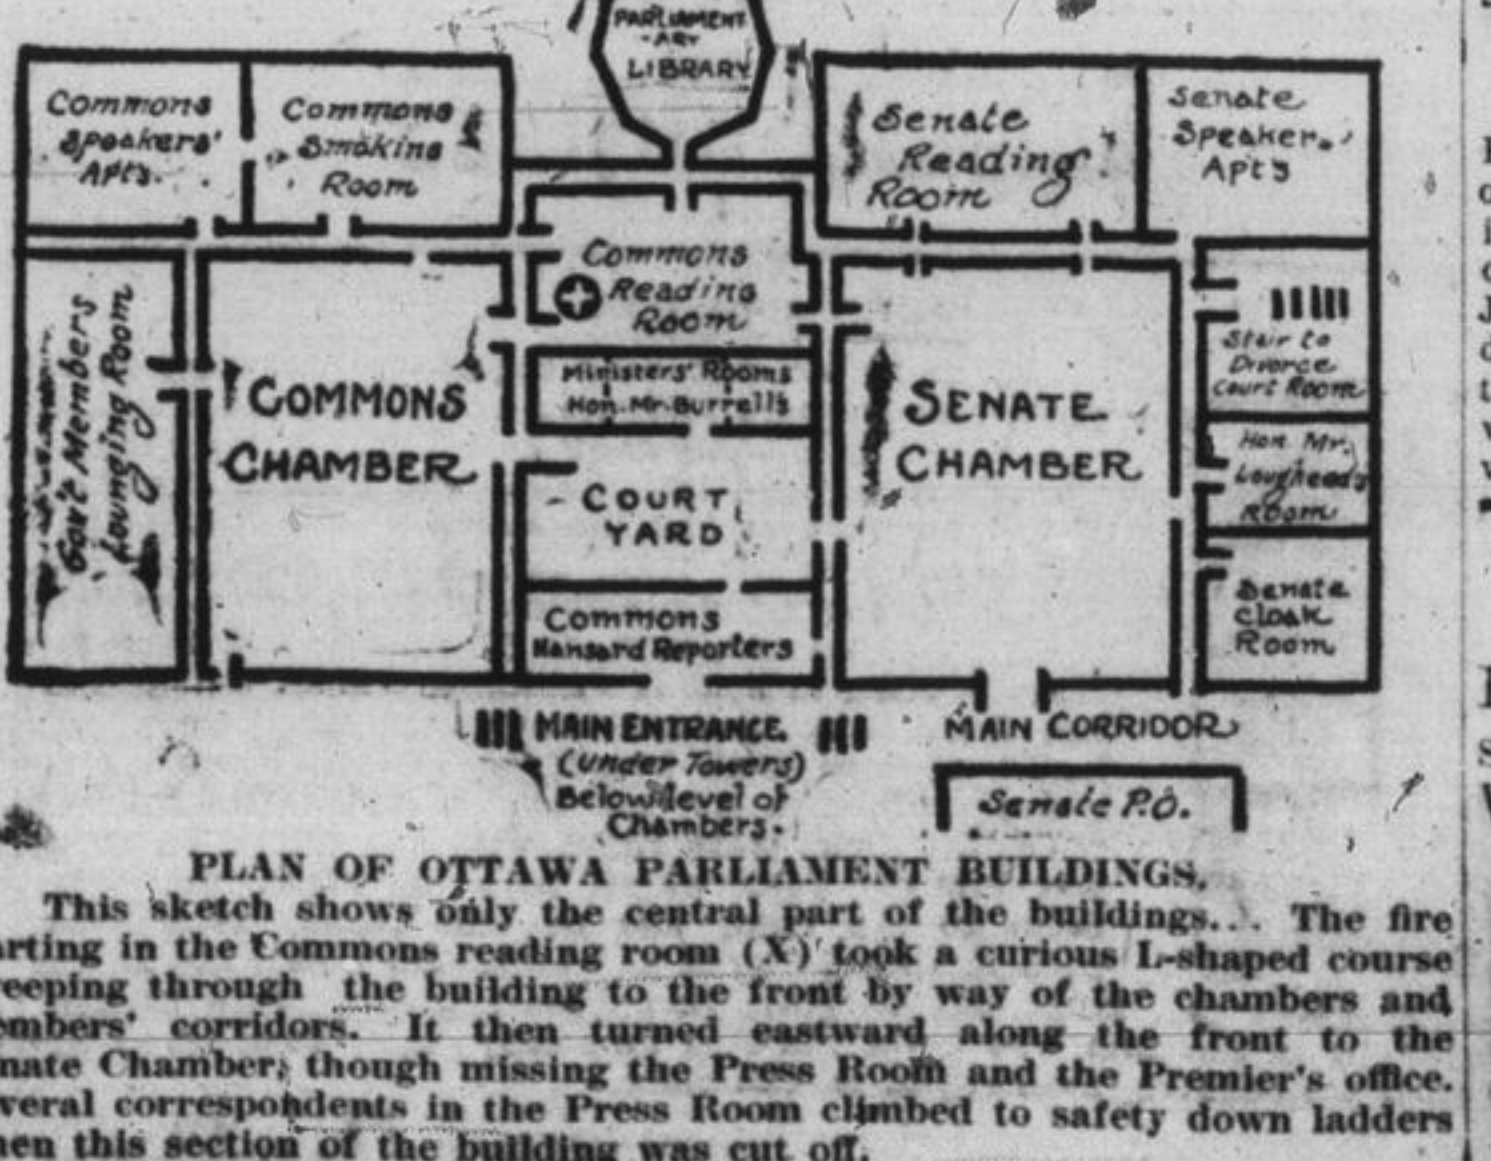 PARLIAMENT
-ARY
LIBRARY
Commons
Speakers'
Apts.
Commons
Smoking
Room
Senate
Reading
Room
Senate
Speaker
Apt's
Commons
Reading
Room
Gov't Members
Lounging Room
COMMONS
CHAMBER
Ministers' Rooms
Hon. Mr. Burrell's
SENATE
CHAMBER
Stair to
Divorce
Court Room
Hon. Mr.
Lougheed's
Room
COURT
YARD
Commons
Hansard Reporters
Senate
Cloak
Room
MAIN ENTRANCE
(Under Towers)
Below level of
Chambers.
MAIN CORRIDOR
Senate P.O.
PLAN OF OTTAWA PARLIAMENT BUILDINGS.
This sketch shows only the central part of the buildings... The fire
arting in the Commons reading room (X) took a curious L-shaped course
eeping through the building to the front by way of the chambers and
embers' corridors. It then turned eastward along the front to the
nate Chamber, though missing the Press Room and the Premier's office.
veral correspondents in the Press Room climbed to safety down ladders
hen this section of the building was cut off.